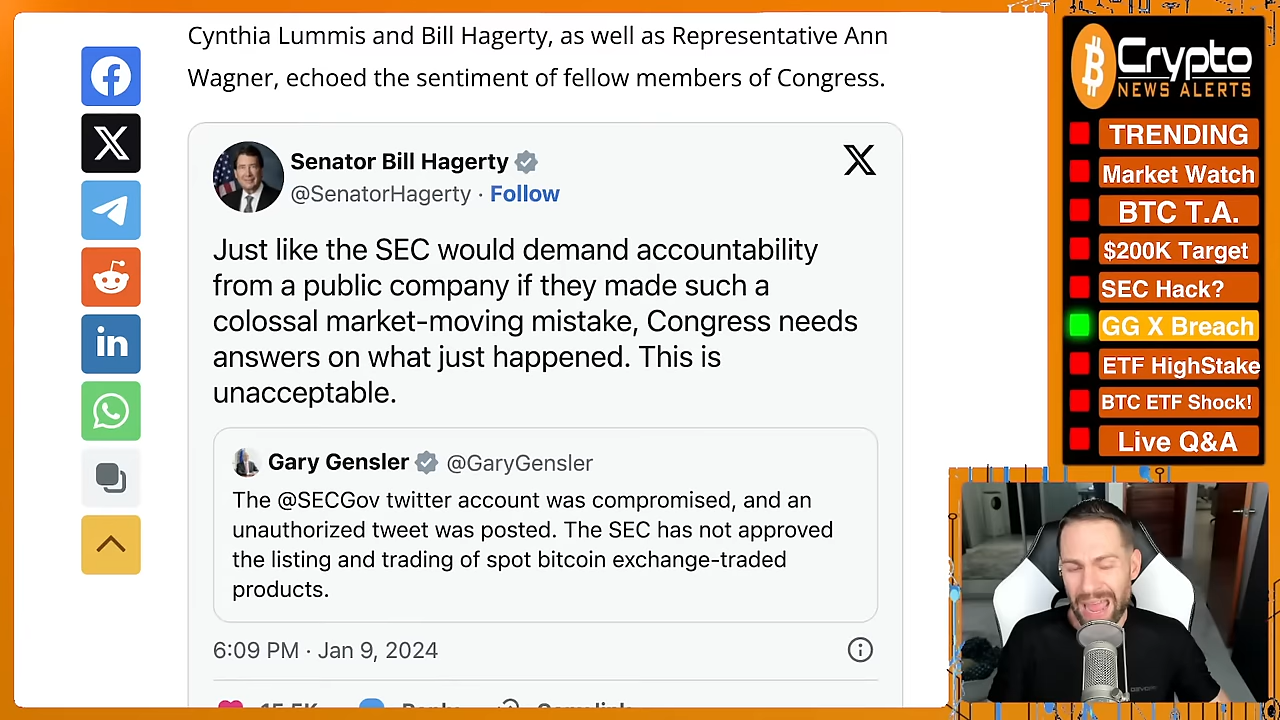 Cynthia Lummis and Bill Hagerty, as well as Representative Ann
Wagner, echoed the sentiment of fellow members of Congress.
Senator Bill Hagerty
@SenatorHagerty · Follow
Just like the SEC would demand accountability
from a public company if they made such a
colossal market-moving mistake, Congress needs
answers on what just happened. This is
unacceptable.
Gary Gensler @GaryGensler
The @SECGov twitter account was compromised, and an
unauthorized tweet was posted. The SEC has not approved
the listing and trading of spot bitcoin exchange-traded
products.
6:09 PM · Jan 9, 2024
Crypto
NEWS ALERTS
TRENDING
Market Watch
BTC T.A.
$200K Target
SEC Hack?
GG X Breach
ETF HighStake
BTC ETF Shock!
Live Q&A
in